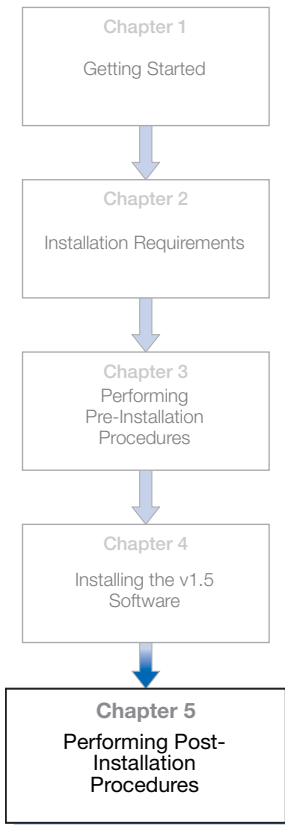 Chapter 1
Getting Started
Chapter 2
Installation Requirements
Chapter 3
Performing
Pre-Installation
Procedures
Chapter 4
Installing the v1.5
Software
Chapter 5
Performing Post-
Installation
Procedures